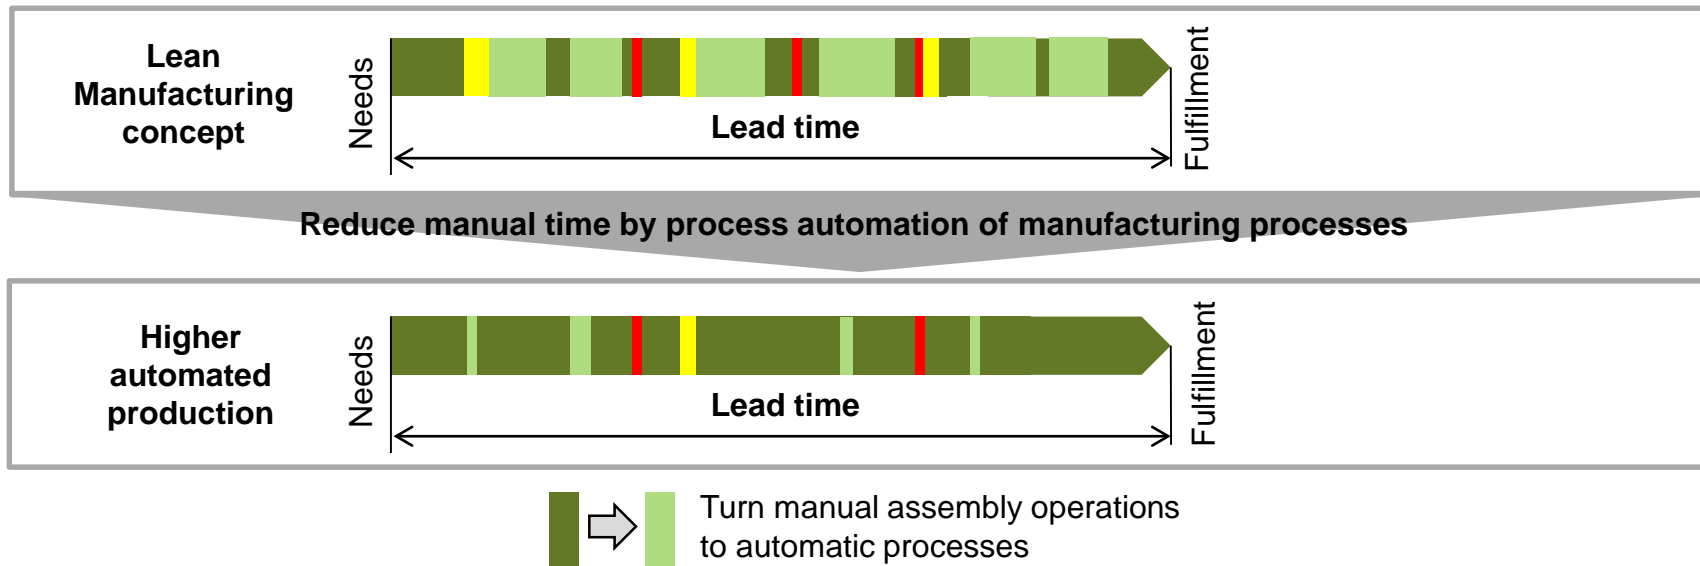 Lean
Manufacturing
concept
Needs
Lead time
Fulfillment
Reduce manual time by process automation of manufacturing processes
Higher
automated
production
Needs
Lead time
Fulfillment
Turn manual assembly operations
to automatic processes